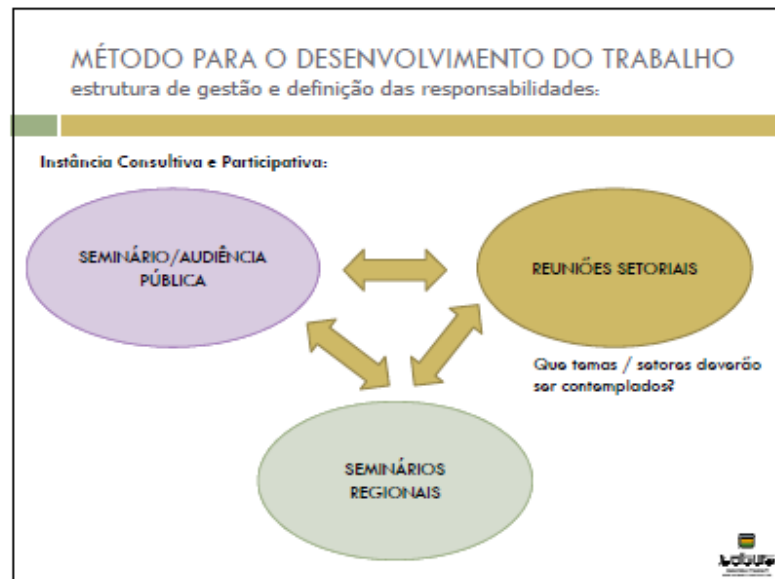 MÉTODO PARA O DESENVOLVIMENTO DO TRABALHO
estrutura de gestão e definição das responsabilidades:
Instância Consultiva e Participativa:
SEMINÁRIO/AUDIÊNCIA
PÚBLICA
REUNIÕES SETORIAIS
Que temas / setores deverão
ser contemplados?
SEMINÁRIOS
REGIONAIS